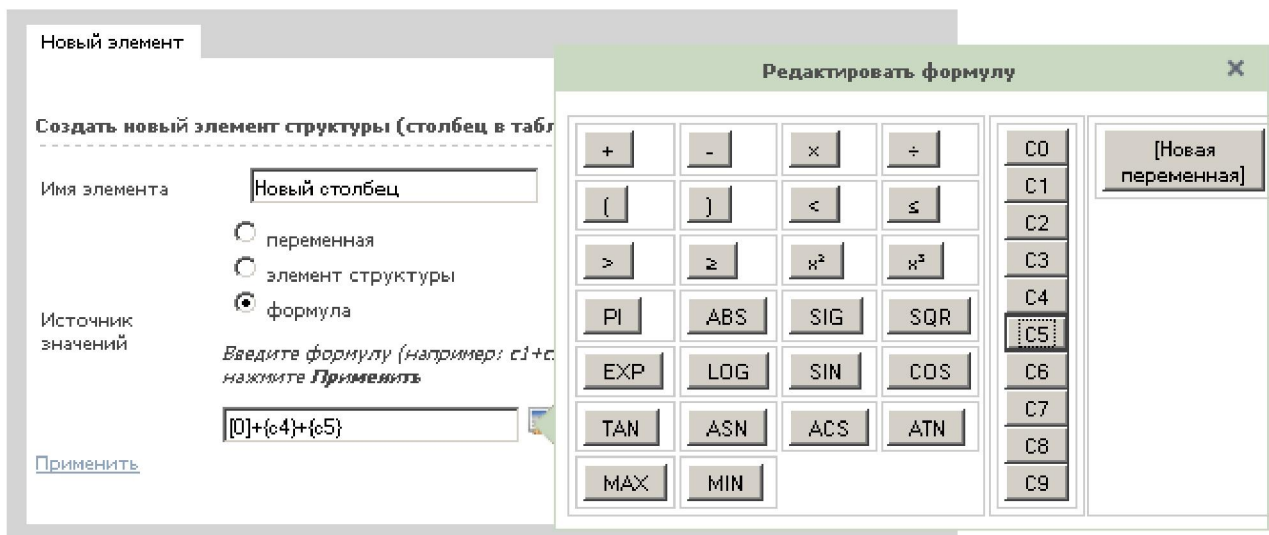 Новый элемент
Редактировать формулу
Создать новый элемент структуры (столбец в табл
Имя элемента
Новый столбец
переменная
элемент структуры
формула
Источник
значений
Введите формулу (например: c1+c
нажмите Применить
[0]+{c4}+{c5}
Применить
+ - × ÷
( ) < ≤
> ≥ x² x³
PI ABS SIG SQR
EXP LOG SIN COS
TAN ASN ACS ATN
MAX MIN
C0
C1
C2
C3
C4
C5
C6
C7
C8
C9
[Новая
переменная]